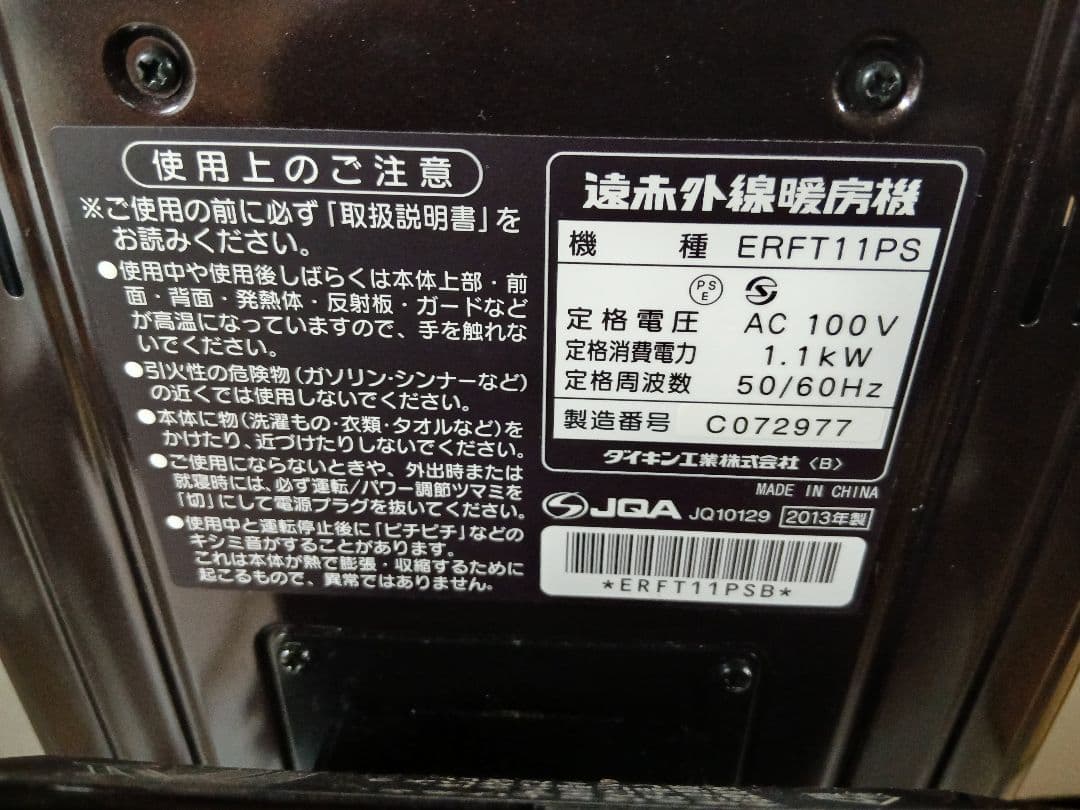 使用上のご注意
※ご使用の前に必ず「取扱説明書」を
お読みください。
●使用中や使用後しばらくは本体上部・前
面・背面・発熱体・反射板・ガードなど
が高温になっていますので、手を触れな
いでください。
●引火性の危険物(ガソリン・シンナーなど)
の近くでは使用しないでください。
●本体に物(洗濯もの・衣類・タオルなど)を
かけたり、近づけたりしないでください。
●ご使用にならないときや、外出時または
就寝時には、必ず運転/パワー調節ツマミを
「切」にして電源プラグを抜いてください。
●使用中と運転停止後に「ピチピチ」などの
キシミ音がすることがあります。
これは本体が熱で膨張・収縮するために
起こるもので、異常ではありません。
遠赤外線暖房機
機 種 ERFT11PS
PS
E
定格電圧 AC 100V
定格消費電力 1.1kW
定格周波数 50/60Hz
製造番号 C072977
ダイキン工業株式会社〈B〉
MADE IN CHINA
JQA JQ10129 2013年製
*ERFT11PSB*